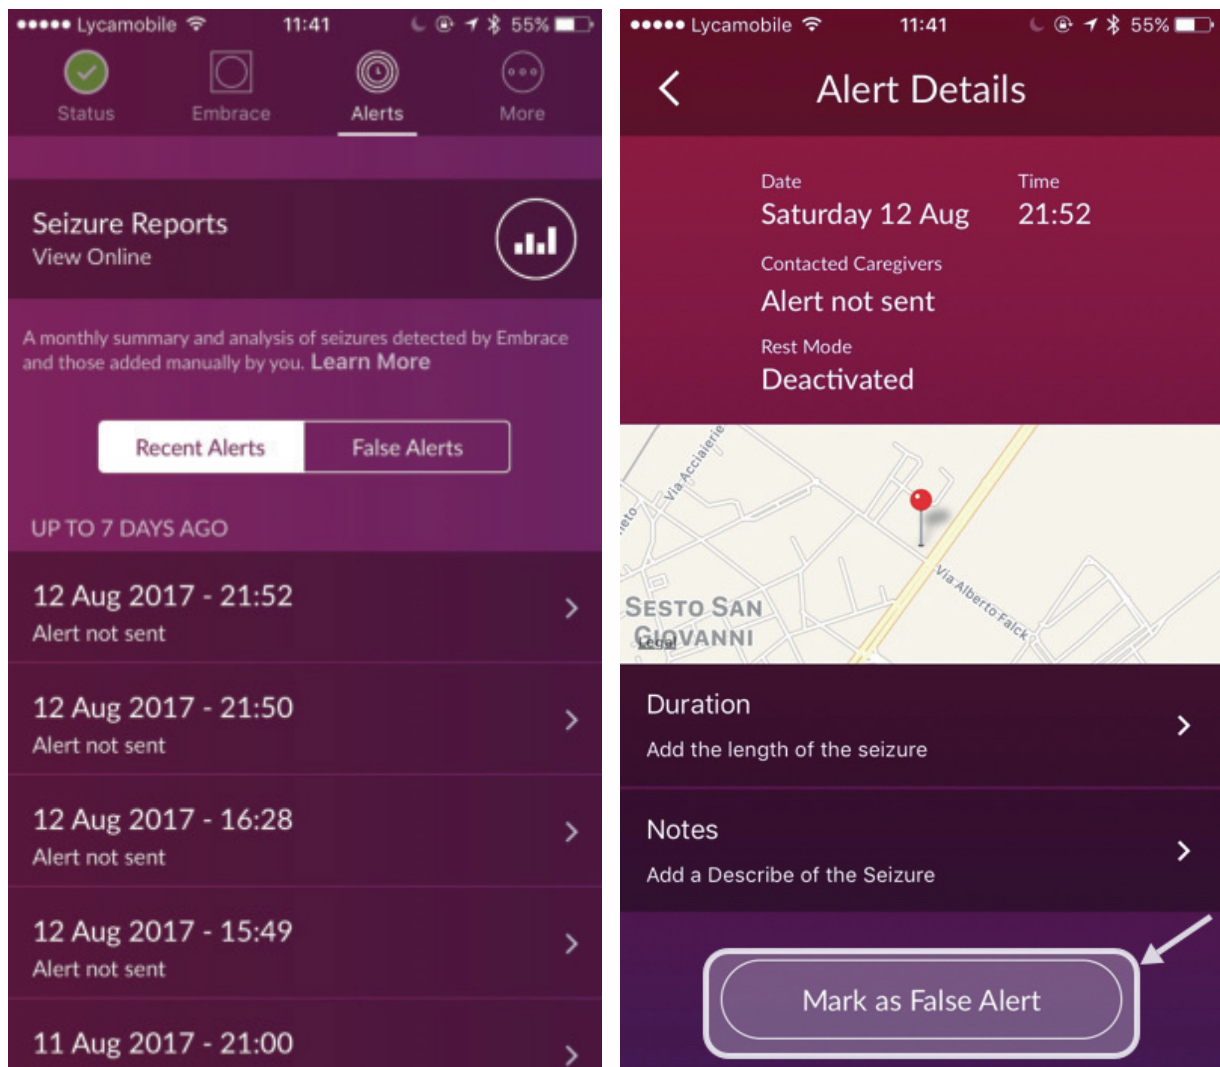 Lycamobile 11:41 55%
Status Embrace Alerts More
Seizure Reports
View Online
A monthly summary and analysis of seizures detected by Embrace
and those added manually by you. Learn More
Recent Alerts False Alerts
UP TO 7 DAYS AGO
12 Aug 2017 - 21:52
Alert not sent
12 Aug 2017 - 21:50
Alert not sent
12 Aug 2017 - 16:28
Alert not sent
12 Aug 2017 - 15:49
Alert not sent
11 Aug 2017 - 21:00
Lycamobile 11:41 55%
Alert Details
Date Time
Saturday 12 Aug 21:52
Contacted Caregivers
Alert not sent
Rest Mode
Deactivated
Via Acciaierie
Via Alberto Falck
SESTO SAN
GIOVANNI
Legal
Duration
Add the length of the seizure
Notes
Add a Describe of the Seizure
Mark as False Alert